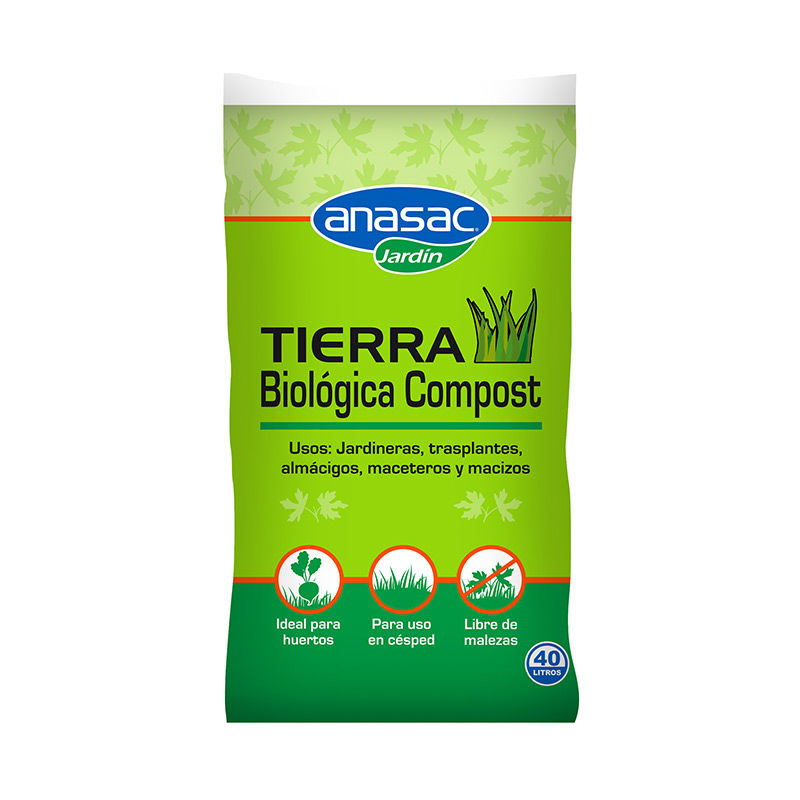 anasac®
Jardín
TIERRA
Biológica Compost
Usos: Jardineras, trasplantes,
almácigos, maceteros y macizos
Ideal para
huertos
Para uso
en césped
Libre de
malezas
40
LITROS